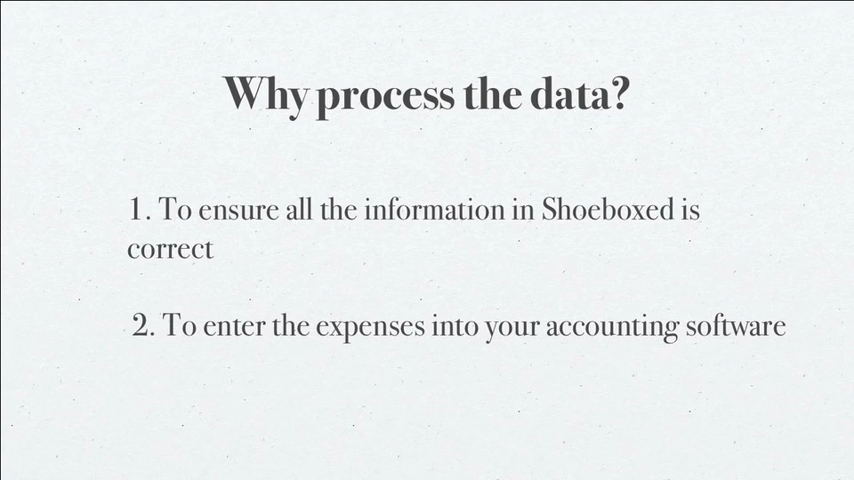 Why process the data?
1. To ensure all the information in Shoeboxed is
correct
2. To enter the expenses into your accounting software